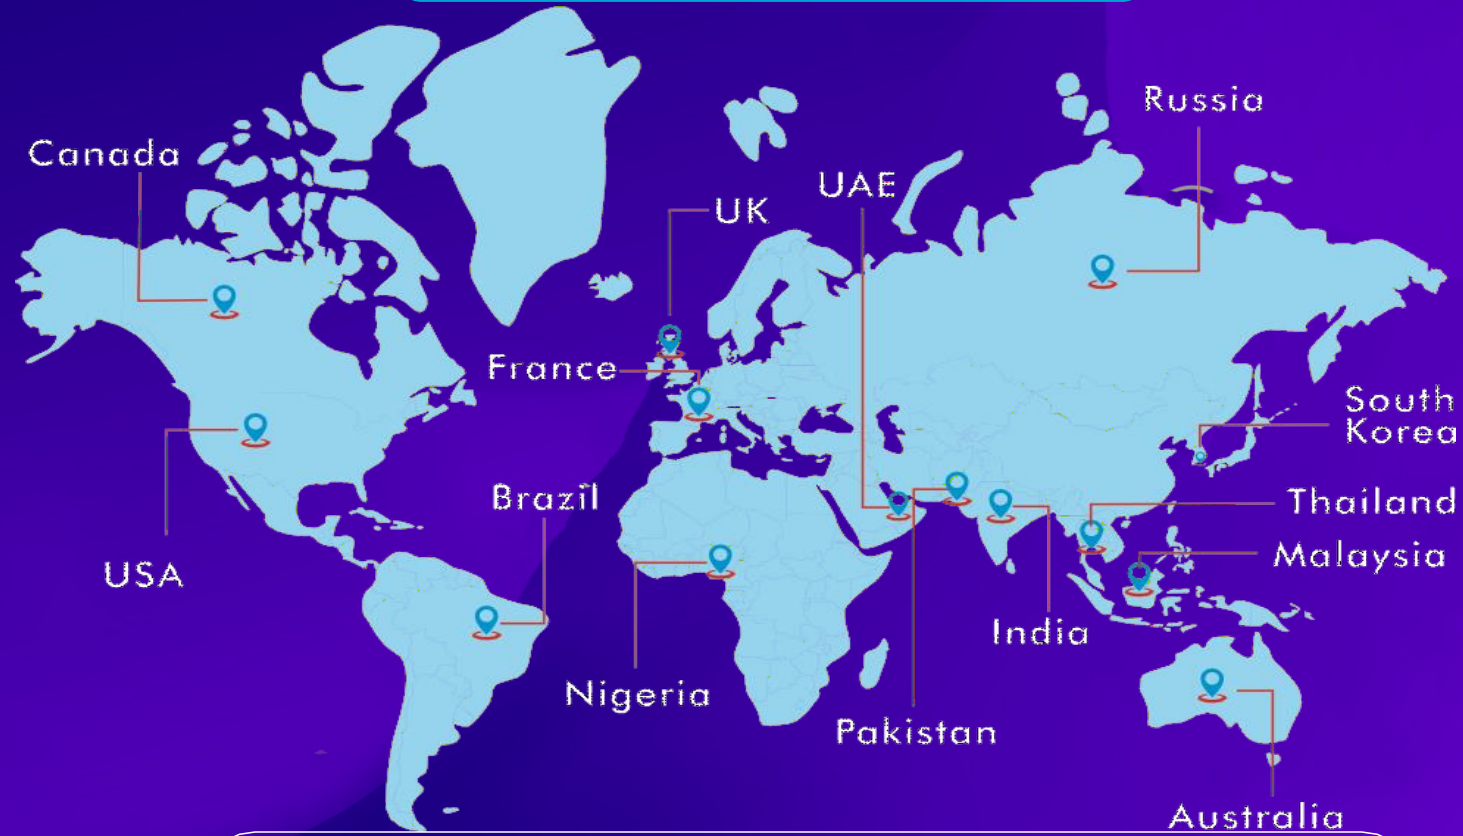 Russia
Canada
UAE
UK
France
South
Korea
Brazil
Thailand
Malaysia
USA
India
Nigeria
Pakistan
Australia